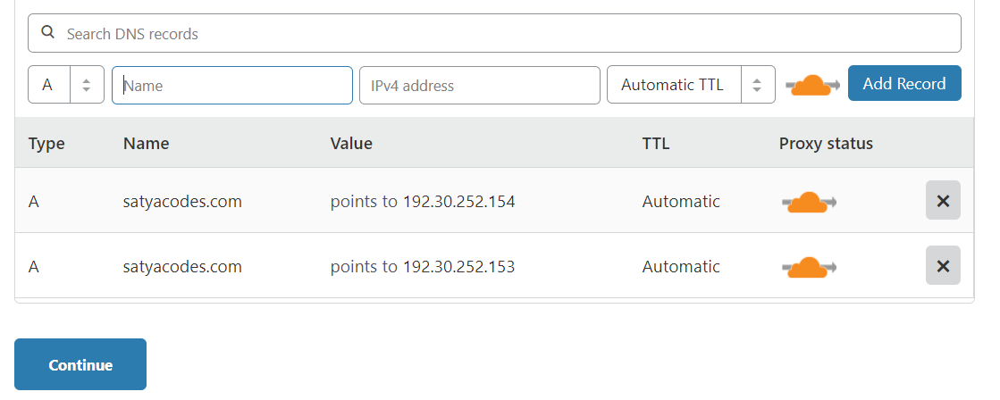 Search DNS records
A Name IPv4 address Automatic TTL Add Record
Type Name Value TTL Proxy status
A satyacodes.com points to 192.30.252.154 Automatic ✕
A satyacodes.com points to 192.30.252.153 Automatic ✕
Continue